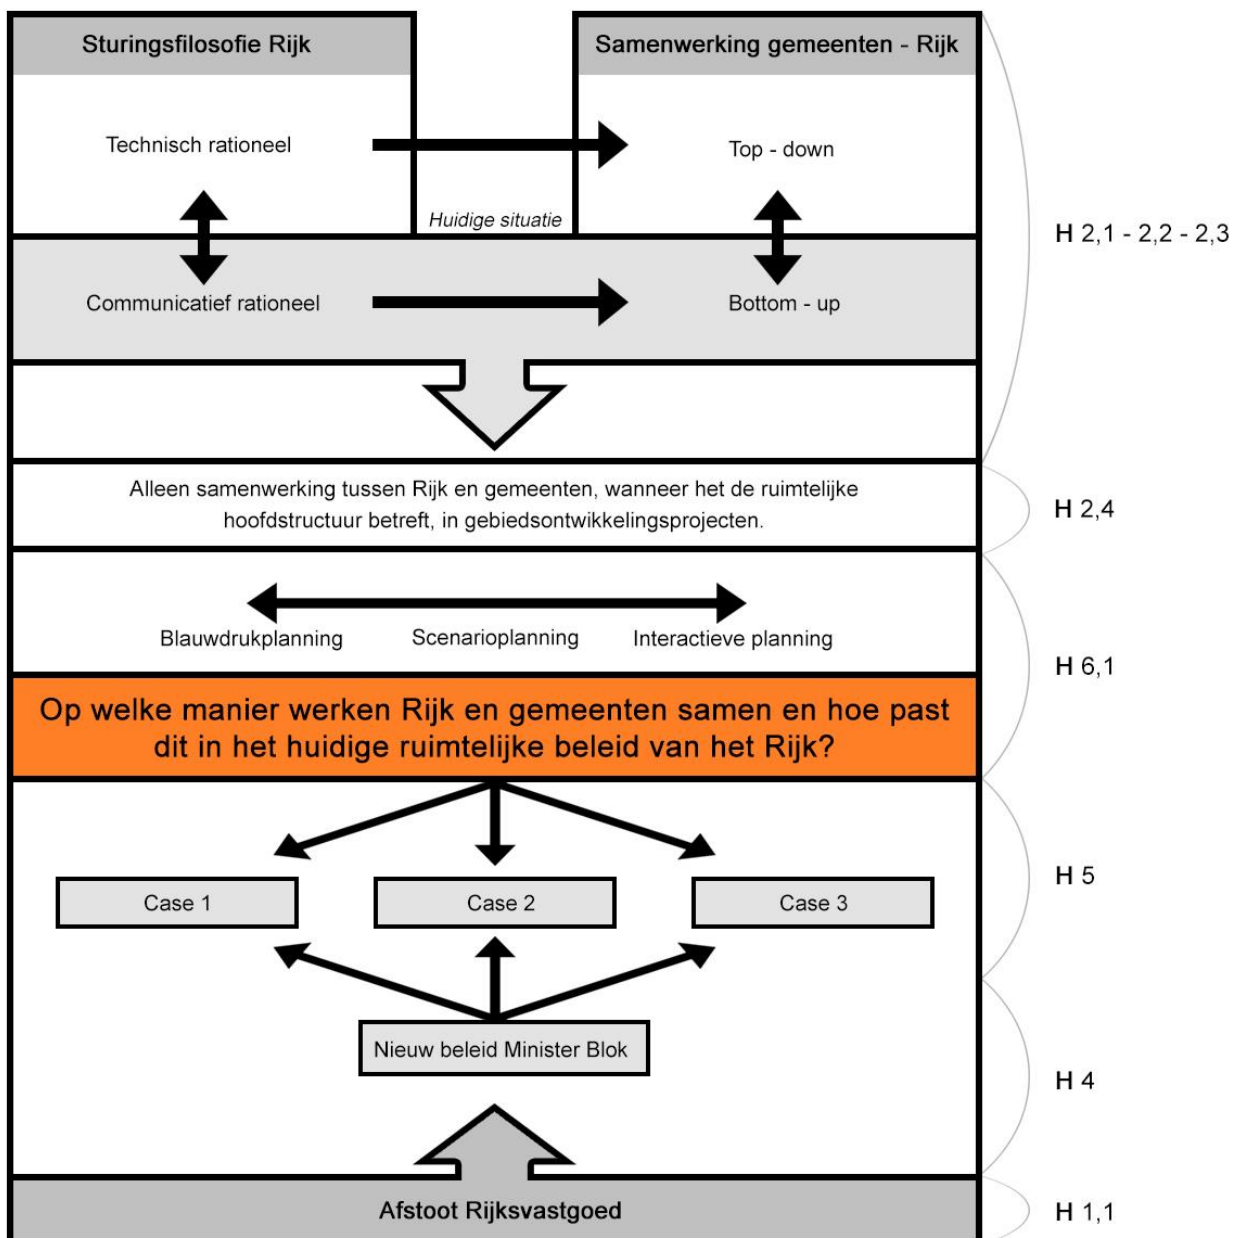 Sturingsfilosofie Rijk
Samenwerking gemeenten - Rijk
Technisch rationeel
Top - down
Huidige situatie
H 2,1 - 2,2 - 2,3
Communicatief rationeel
Bottom - up
Alleen samenwerking tussen Rijk en gemeenten, wanneer het de ruimtelijke
hoofdstructuur betreft, in gebiedsontwikkelingsprojecten.
H 2,4
Blauwdrukplanning
Scenarioplanning
Interactieve planning
H 6,1
Op welke manier werken Rijk en gemeenten samen en hoe past
dit in het huidige ruimtelijke beleid van het Rijk?
Case 1
Case 2
Case 3
H 5
Nieuw beleid Minister Blok
H 4
Afstoot Rijksvastgoed
H 1,1